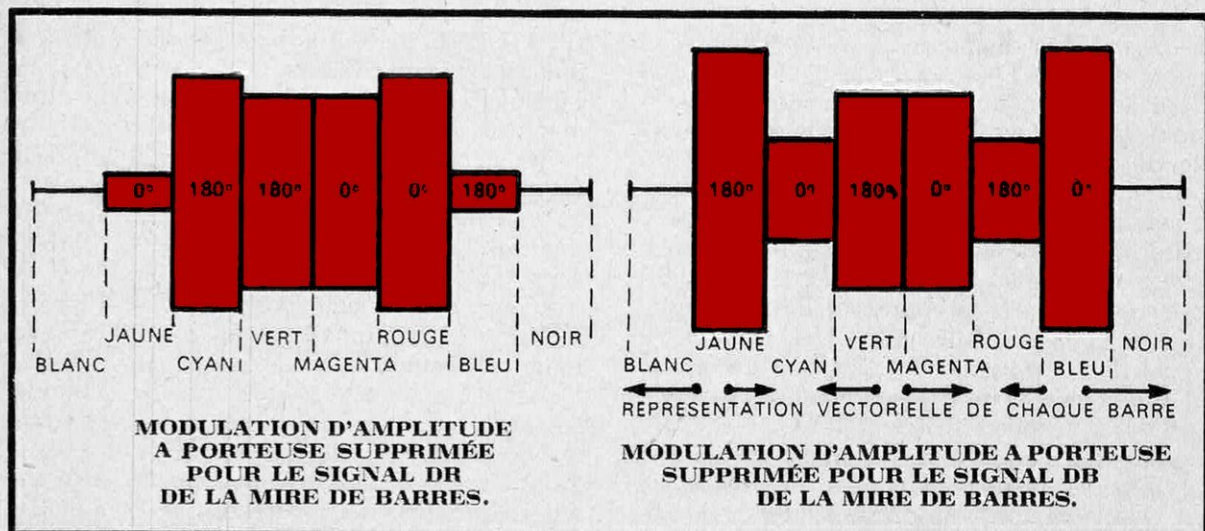 0° 180° 180° 0° 0° 180°
JAUNE VERT ROUGE NOIR
BLANC CYAN MAGENTA BLEU
MODULATION D'AMPLITUDE
A PORTEUSE SUPPRIMÉE
POUR LE SIGNAL DR
DE LA MIRE DE BARRES.
180° 0° 180° 0° 180° 0°
JAUNE VERT ROUGE NOIR
BLANC CYAN MAGENTA BLEU
REPRESENTATION VECTORIELLE DE CHAQUE BARRE
MODULATION D'AMPLITUDE A PORTEUSE
SUPPRIMÉE POUR LE SIGNAL DB
DE LA MIRE DE BARRES.